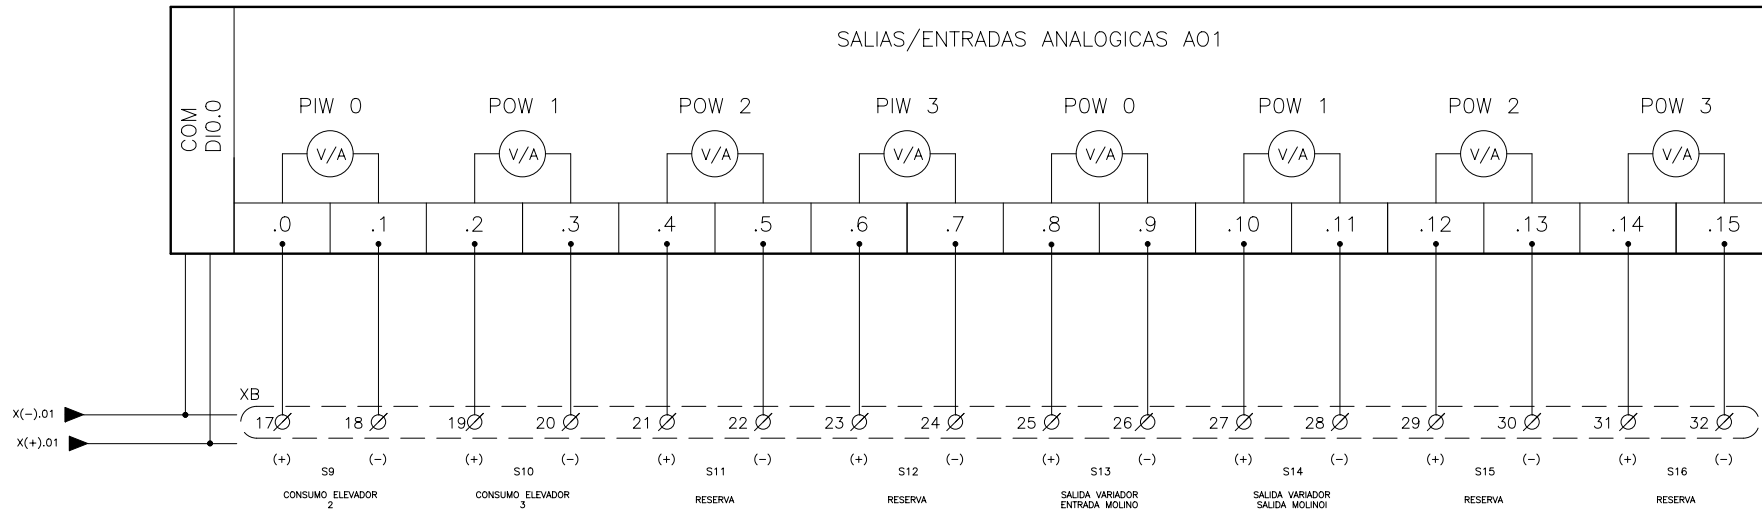 SALIAS/ENTRADAS ANALOGICAS AO1
COM
DI0.0
PIW 0
POW 1
POW 2
PIW 3
POW 0
POW 1
POW 2
POW 3
V/A
V/A
V/A
V/A
V/A
V/A
V/A
V/A
.0
.1
.2
.3
.4
.5
.6
.7
.8
.9
.10
.11
.12
.13
.14
.15
XB
X(-).01
X(+).01
17
18
19
20
21
22
23
24
25
26
27
28
29
30
31
32
(+)
(-)
(+)
(-)
(+)
(-)
(+)
(-)
(+)
(-)
(+)
(-)
(+)
(-)
(+)
(-)
S9
S10
S11
S12
S13
S14
S15
S16
CONSUMO ELEVADOR
2
CONSUMO ELEVADOR
3
RESERVA
RESERVA
SALIDA VARIADOR
ENTRADA MOLINO
SALIDA VARIADOR
SALIDA MOLINOI
RESERVA
RESERVA